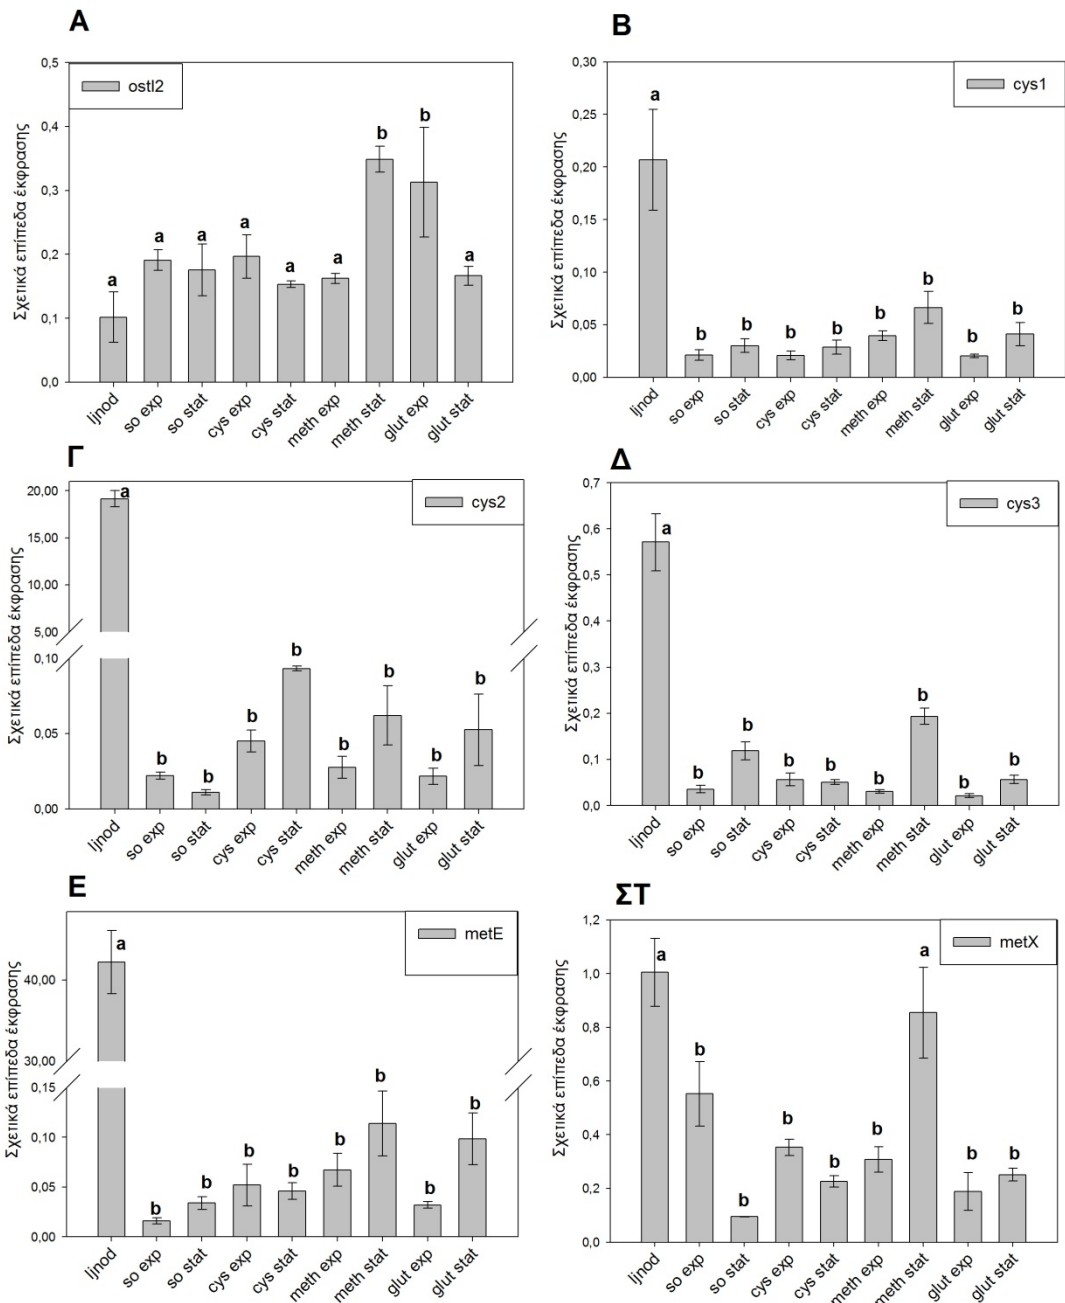 A
Σχετικά επίπεδα έκφρασης
0,5
0,4
0,3
0,2
0,1
0,0
ostl2
a
a
a
a
a
a
b
b
a
ljnod
so exp
so stat
cys exp
cys stat
meth exp
meth stat
glut exp
glut stat
B
Σχετικά επίπεδα έκφρασης
0,30
0,25
0,20
0,15
0,10
0,05
0,00
cys1
a
b
b
b
b
b
b
b
b
ljnod
so exp
so stat
cys exp
cys stat
meth exp
meth stat
glut exp
glut stat
Γ
Σχετικά επίπεδα έκφρασης
20,00
15,00
10,00
5,00
0,10
0,05
0,00
cys2
a
b
b
b
b
b
b
b
b
ljnod
so exp
so stat
cys exp
cys stat
meth exp
meth stat
glut exp
glut stat
Δ
Σχετικά επίπεδα έκφρασης
0,7
0,6
0,5
0,4
0,3
0,2
0,1
0,0
cys3
a
b
b
b
b
b
b
b
b
ljnod
so exp
so stat
cys exp
cys stat
meth exp
meth stat
glut exp
glut stat
E
Σχετικά επίπεδα έκφρασης
40,00
30,00
0,15
0,10
0,05
0,00
metE
a
b
b
b
b
b
b
b
b
ljnod
so exp
so stat
cys exp
cys stat
meth exp
meth stat
glut exp
glut stat
ΣΤ
Σχετικά επίπεδα έκφρασης
1,2
1,0
0,8
0,6
0,4
0,2
0,0
metX
a
b
b
b
b
b
a
b
b
ljnod
so exp
so stat
cys exp
cys stat
meth exp
meth stat
glut exp
glut stat